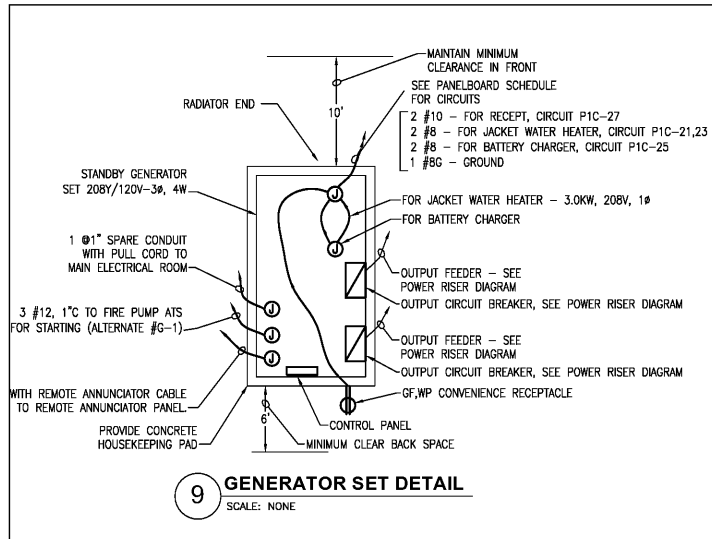 MAINTAIN MINIMUM
CLEARANCE IN FRONT
SEE PANELBOARD SCHEDULE
FOR CIRCUITS
RADIATOR END
10'
2 #10 – FOR RECEPT, CIRCUIT P1C-27
2 #8 – FOR JACKET WATER HEATER, CIRCUIT P1C-21,23
2 #8 – FOR BATTERY CHARGER, CIRCUIT P1C-25
1 #8G – GROUND
STANDBY GENERATOR
SET 208Y/120V-3ø, 4W
J
FOR JACKET WATER HEATER – 3.0KW, 208V, 1ø
FOR BATTERY CHARGER
J
1 @1" SPARE CONDUIT
WITH PULL CORD TO
MAIN ELECTRICAL ROOM
OUTPUT FEEDER – SEE
POWER RISER DIAGRAM
OUTPUT CIRCUIT BREAKER, SEE POWER RISER DIAGRAM
J
3 #12, 1"C TO FIRE PUMP ATS
FOR STARTING (ALTERNATE #G-1)
J
J
OUTPUT FEEDER – SEE
POWER RISER DIAGRAM
OUTPUT CIRCUIT BREAKER, SEE POWER RISER DIAGRAM
WITH REMOTE ANNUNCIATOR CABLE
TO REMOTE ANNUNCIATOR PANEL.
GF,WP CONVENIENCE RECEPTACLE
6'
CONTROL PANEL
PROVIDE CONCRETE
HOUSEKEEPING PAD
MINIMUM CLEAR BACK SPACE
9
GENERATOR SET DETAIL
SCALE: NONE